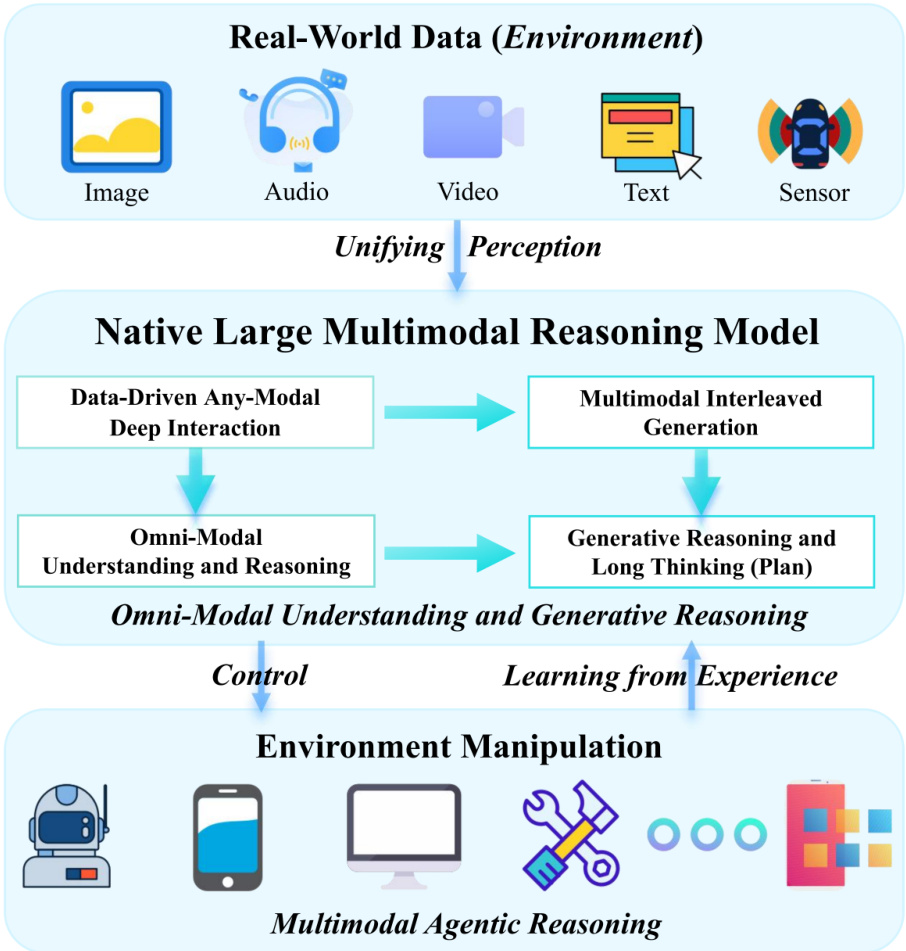 Real-World Data (Environment)
Image
Audio
Video
Text
Sensor
Unifying Perception
Native Large Multimodal Reasoning Model
Data-Driven Any-Modal
Deep Interaction
Multimodal Interleaved
Generation
Omni-Modal
Understanding and Reasoning
Generative Reasoning and
Long Thinking (Plan)
Omni-Modal Understanding and Generative Reasoning
Control
Learning from Experience
Environment Manipulation
Multimodal Agentic Reasoning